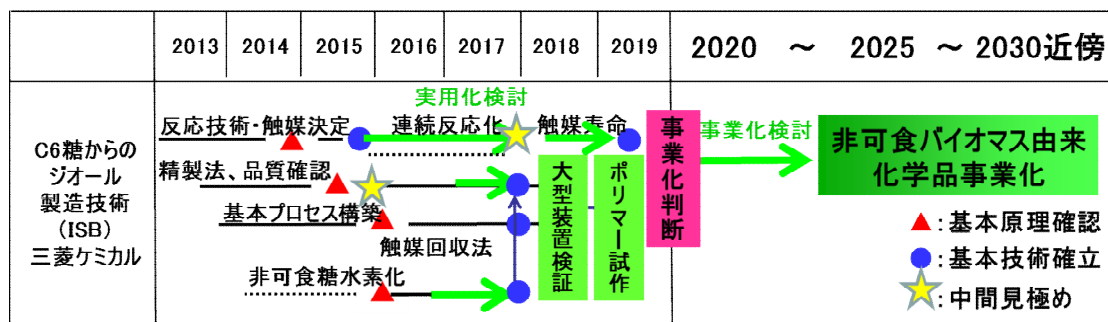 2013 2014 2015 2016 2017 2018 2019 2020 ~ 2025 ~ 2030近傍
C6糖からの
ジオール
製造技術
(ISB)
三菱ケミカル
実用化検討
反応技術・触媒決定 連続反応化 触媒寿命
精製法、品質確認
基本プロセス構築
触媒回収法
非可食糖水素化
大型装置検証
ポリマー試作
事業化判断
事業化検討
非可食バイオマス由来
化学品事業化
:基本原理確認
:基本技術確立
:中間見極め